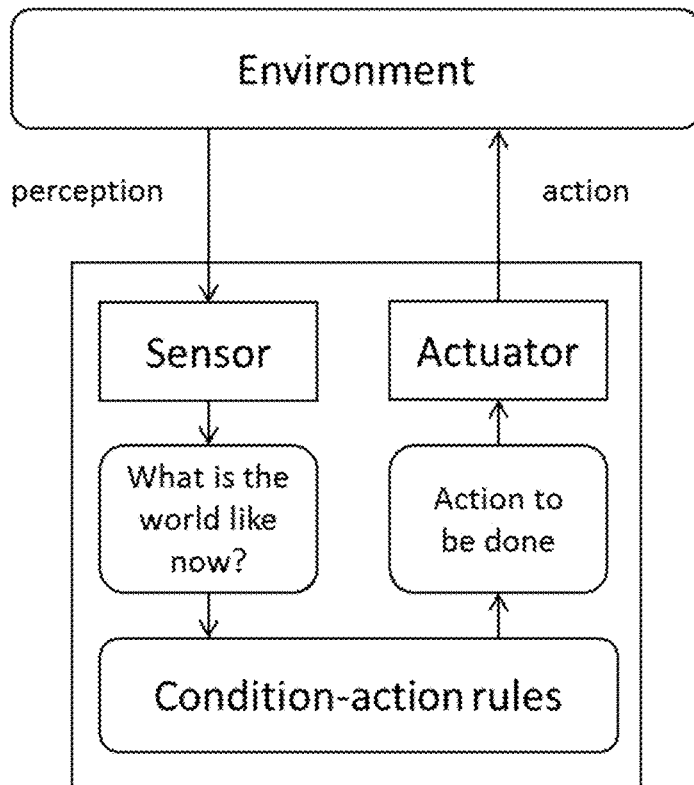 Environment
perception
action
Sensor
Actuator
What is the
world like
now?
Action to
be done
Condition-action rules